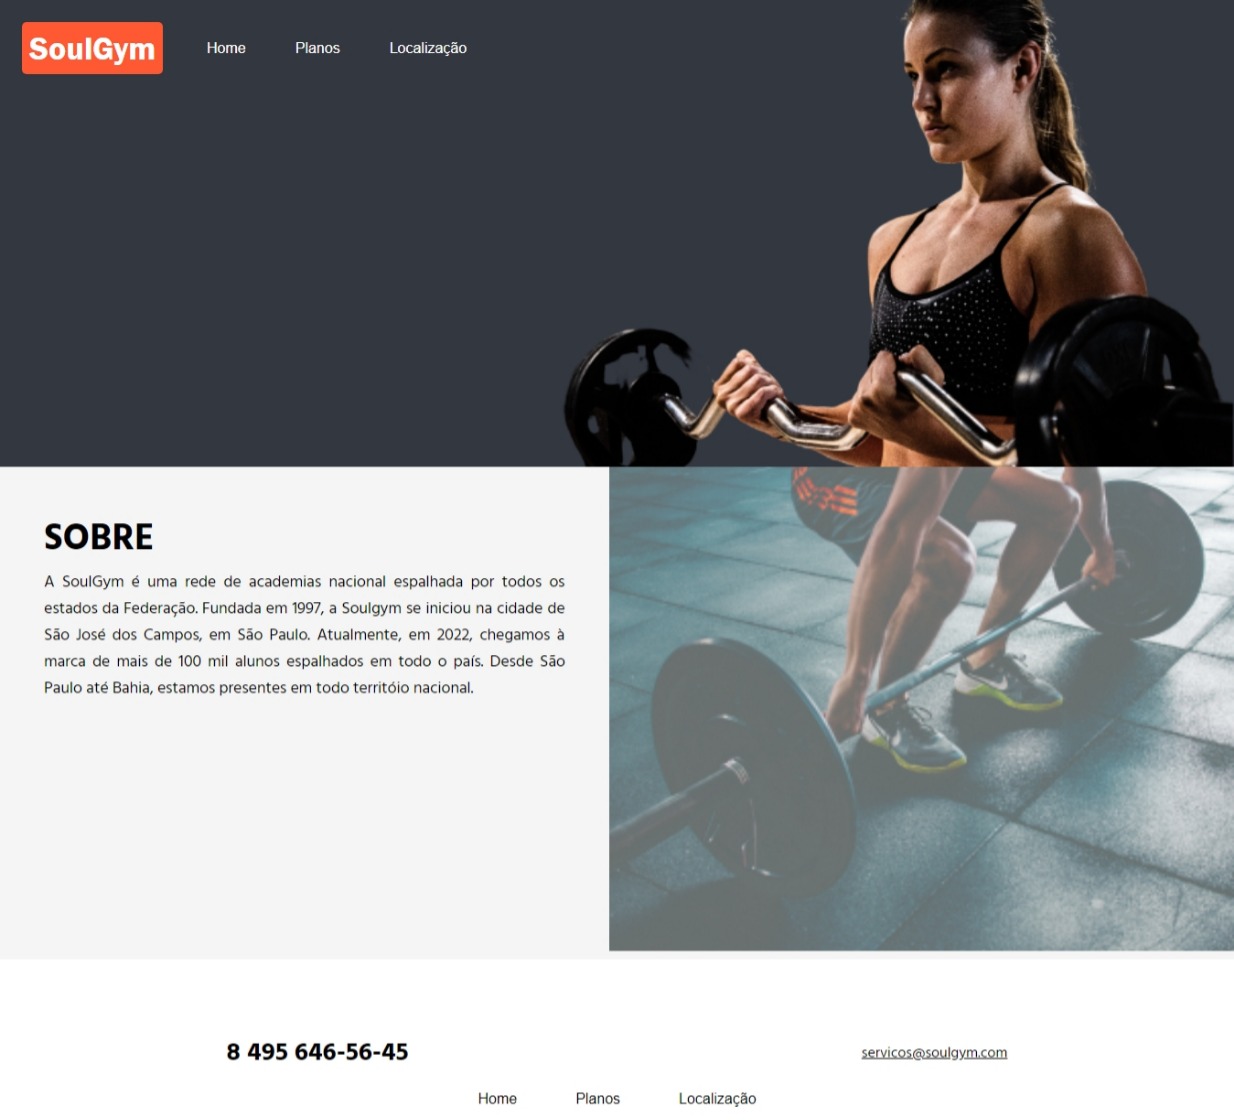 SoulGym
Home Planos Localização
SOBRE
A SoulGym é uma rede de academias nacional espalhada por todos os
estados da Federação. Fundada em 1997, a Soulgym se iniciou na cidade de
São José dos Campos, em São Paulo. Atualmente, em 2022, chegamos à
marca de mais de 100 mil alunos espalhados em todo o país. Desde São
Paulo até Bahia, estamos presentes em todo territóio nacional.
8 495 646-56-45
servicos@soulgym.com
Home Planos Localização